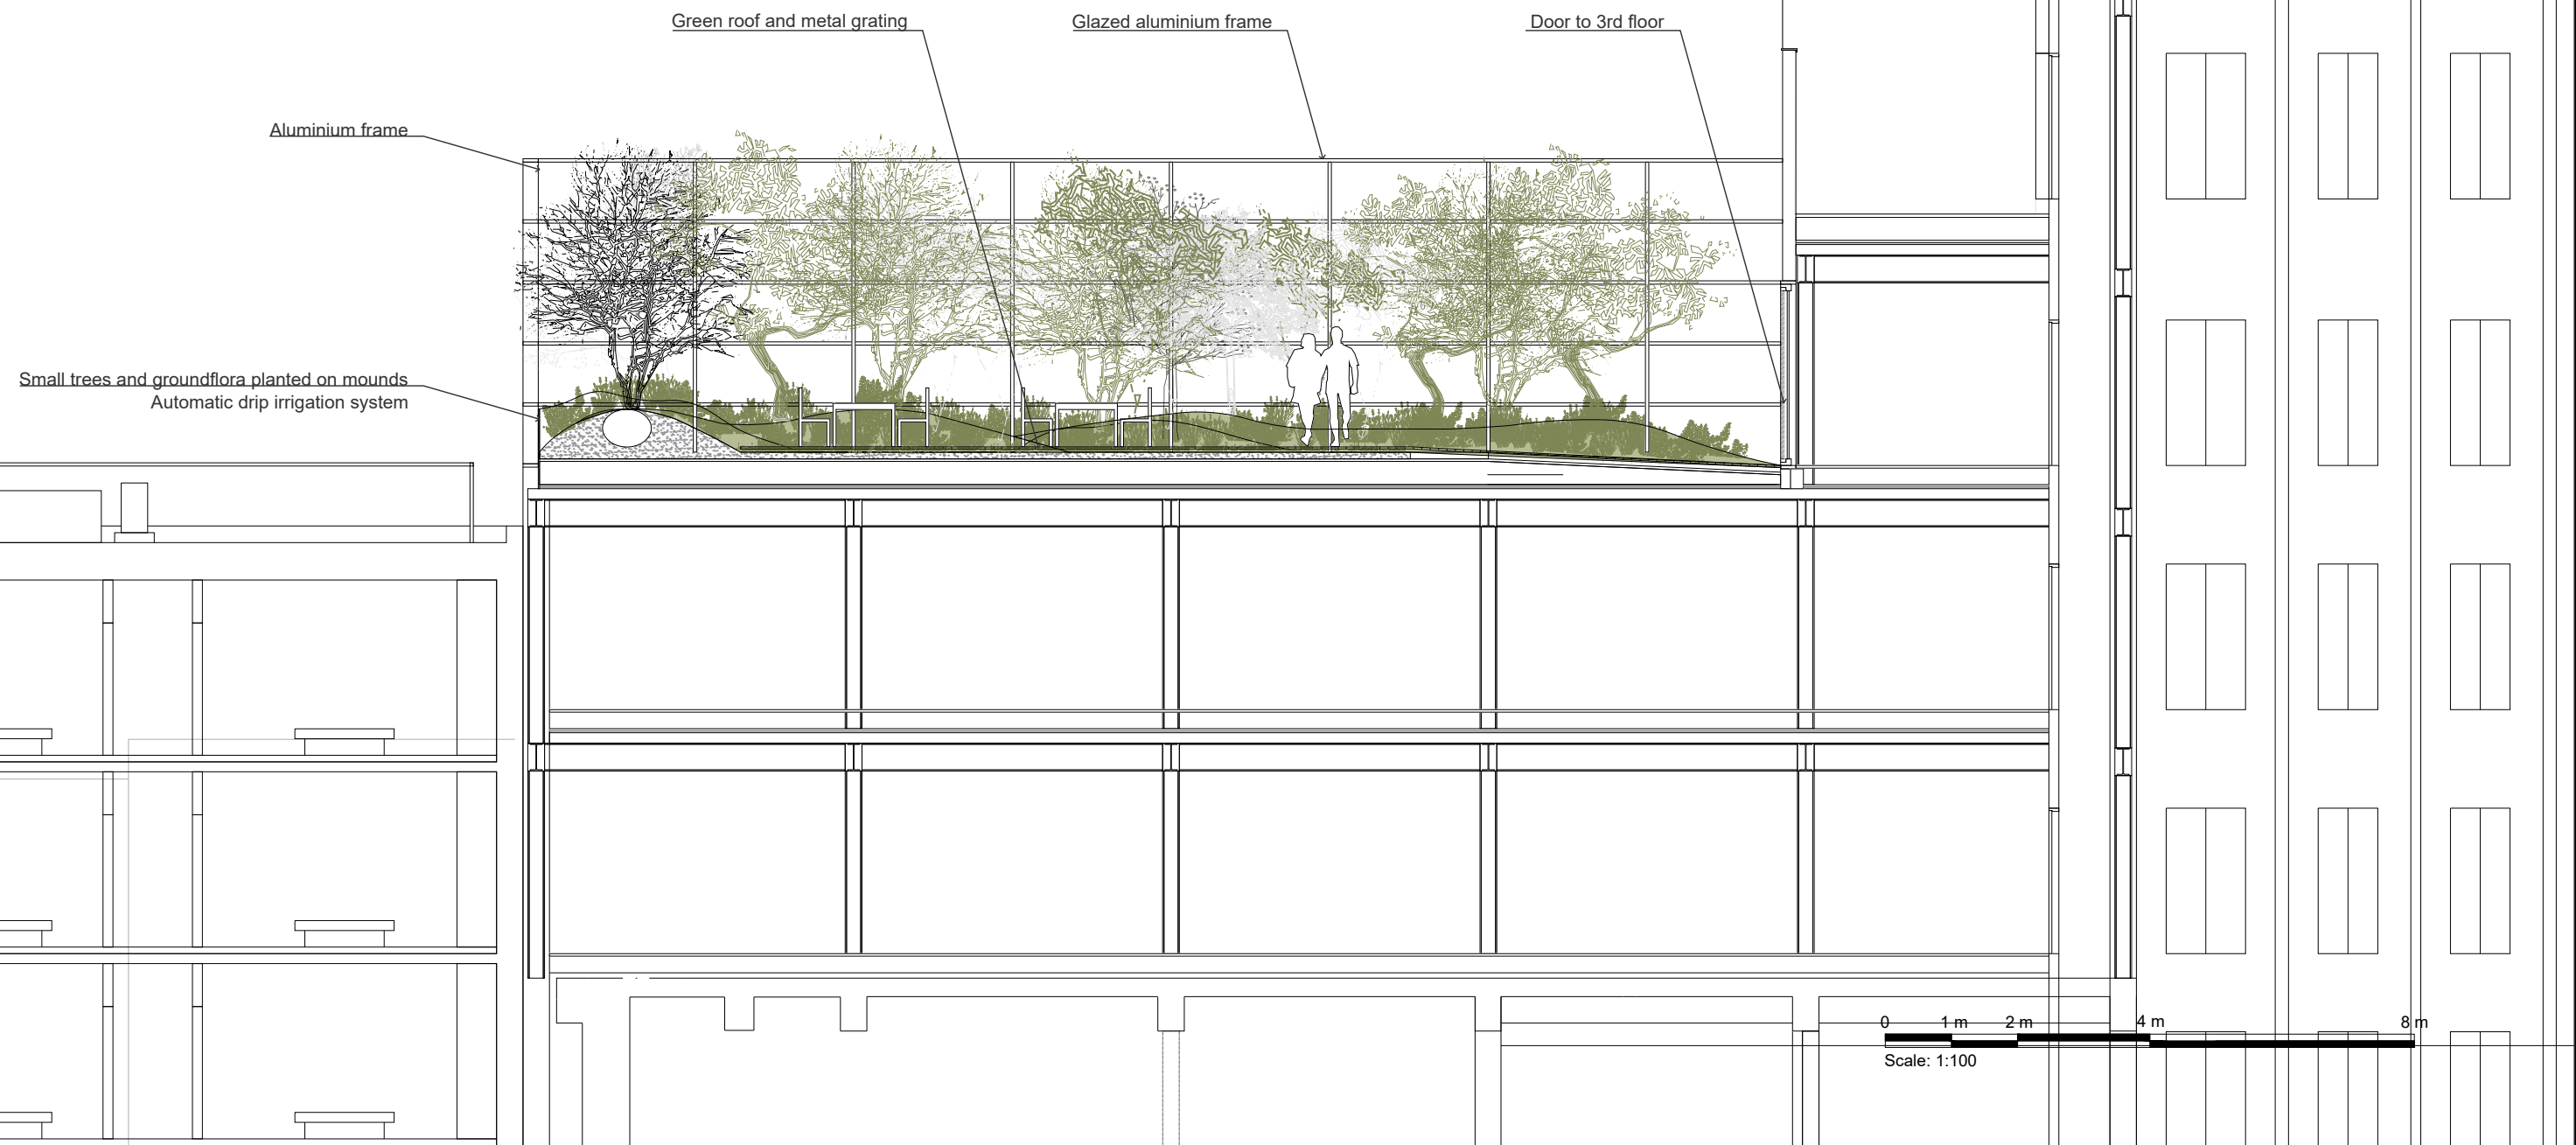 Green roof and metal grating
Glazed aluminium frame
Door to 3rd floor
Aluminium frame
Small trees and groundflora planted on mounds
Automatic drip irrigation system
0 1 m 2 m 4 m 8 m
Scale: 1:100